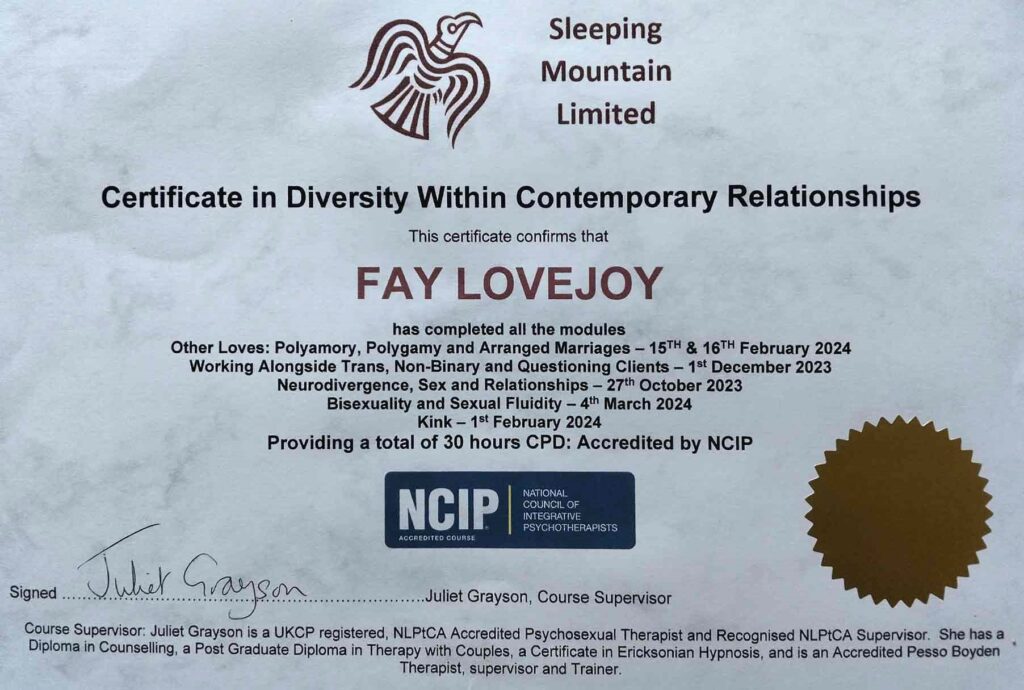 Sleeping
Mountain
Limited
Certificate in Diversity Within Contemporary Relationships
This certificate confirms that
FAY LOVEJOY
has completed all the modules
Other Loves: Polyamory, Polygamy and Arranged Marriages – 15TH & 16TH February 2024
Working Alongside Trans, Non-Binary and Questioning Clients – 1st December 2023
Neurodivergence, Sex and Relationships – 27th October 2023
Bisexuality and Sexual Fluidity – 4th March 2024
Kink – 1st February 2024
Providing a total of 30 hours CPD: Accredited by NCIP
NCIP®
ACCREDITED COURSE
NATIONAL
COUNCIL OF
INTEGRATIVE
PSYCHOTHERAPISTS
Juliet Grayson
Signed ........................................................Juliet Grayson, Course Supervisor
Course Supervisor: Juliet Grayson is a UKCP registered, NLPtCA Accredited Psychosexual Therapist and Recognised NLPtCA Supervisor. She has a
Diploma in Counselling, a Post Graduate Diploma in Therapy with Couples, a Certificate in Ericksonian Hypnosis, and is an Accredited Pesso Boyden
Therapist, supervisor and Trainer.